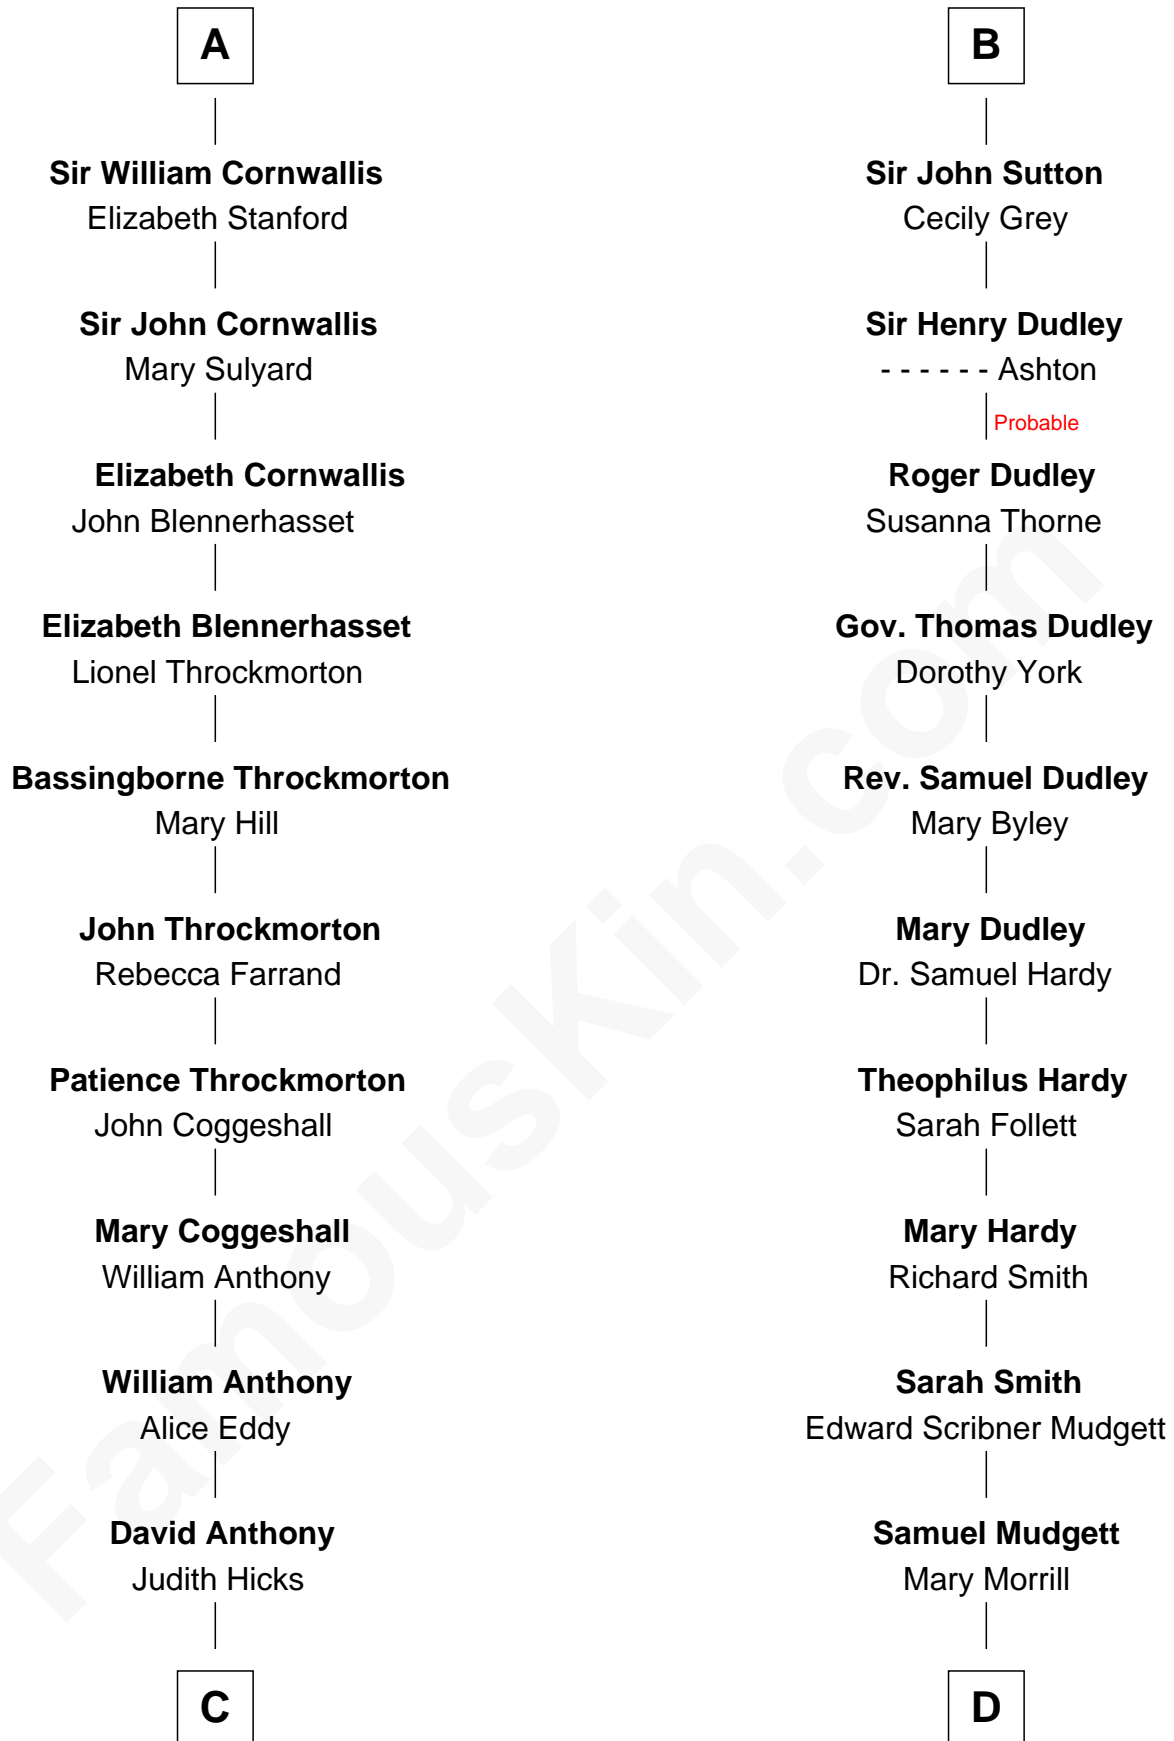 A
Sir William Cornwallis
Elizabeth Stanford
Sir John Cornwallis
Mary Sulyard
Elizabeth Cornwallis
John Blennerhasset
Elizabeth Blennerhasset
Lionel Throckmorton
Bassingborne Throckmorton
Mary Hill
John Throckmorton
Rebecca Farrand
Patience Throckmorton
John Coggeshall
Mary Coggeshall
William Anthony
William Anthony
Alice Eddy
David Anthony
Judith Hicks
C
B
Sir John Sutton
Cecily Grey
Sir Henry Dudley
- - - - - - Ashton
Probable
Roger Dudley
Susanna Thorne
Gov. Thomas Dudley
Dorothy York
Rev. Samuel Dudley
Mary Byley
Mary Dudley
Dr. Samuel Hardy
Theophilus Hardy
Sarah Follett
Mary Hardy
Richard Smith
Sarah Smith
Edward Scribner Mudgett
Samuel Mudgett
Mary Morrill
D
FamousKin.com